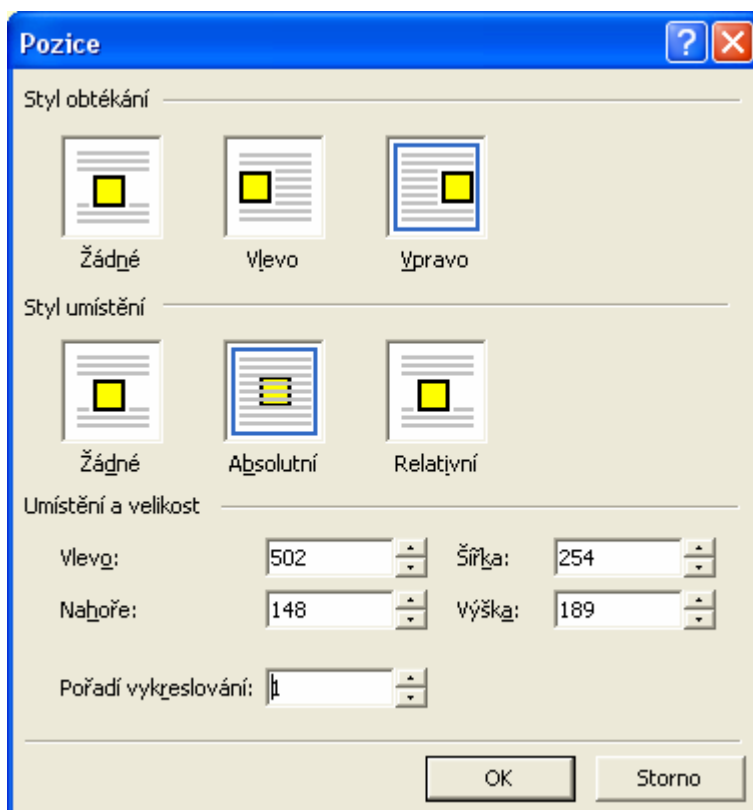 Pozice
Styl obtékání
Žádné Vlevo Vpravo
Styl umístění
Žádné Absolutní Relativní
Umístění a velikost
Vlevo: 502 Šířka: 254
Nahoře: 148 Výška: 189
Pořadí vykreslování: 1
OK Storno